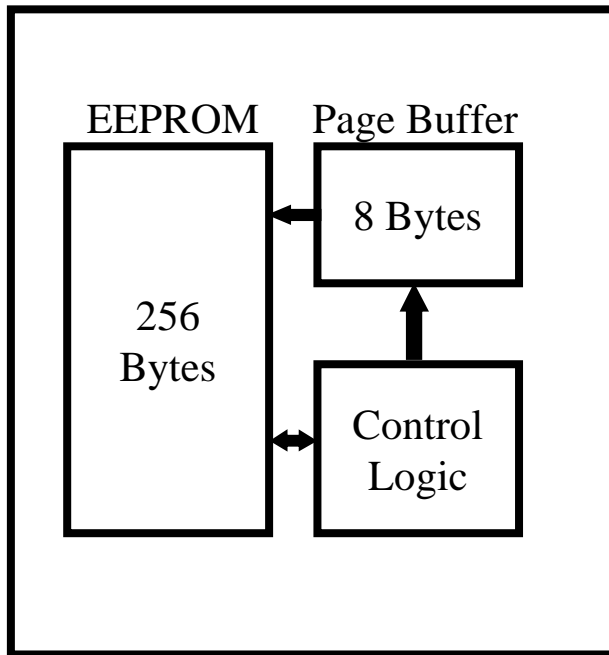 EEPROM
Page Buffer
8 Bytes
256
Bytes
Control
Logic